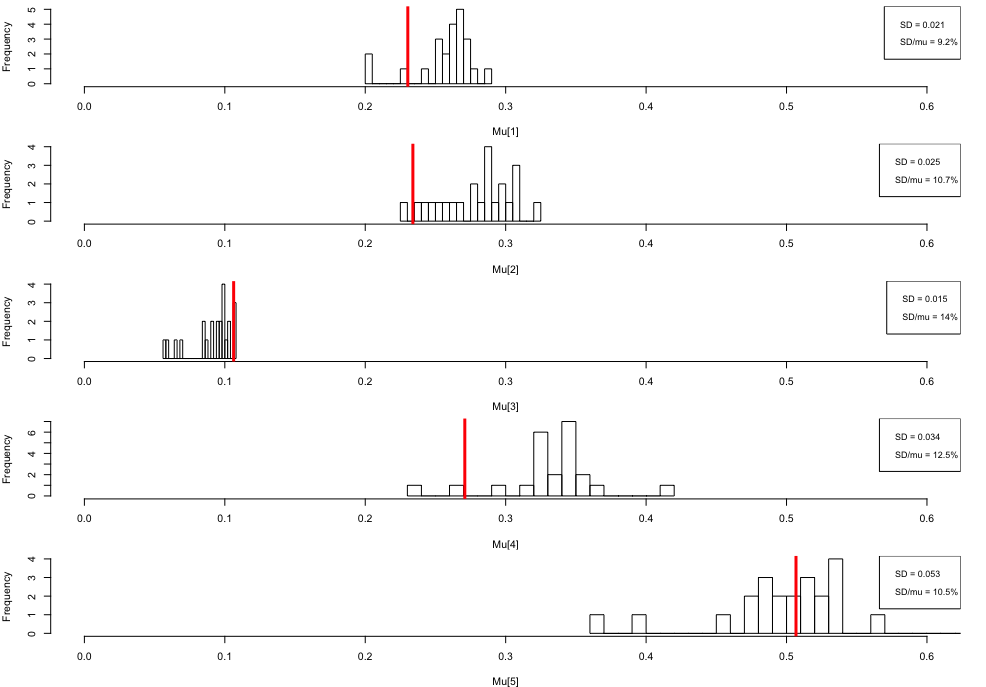 Frequency
5
4
3
2
1
0
SD = 0.021
SD/mu = 9.2%
0.0 0.1 0.2 0.3 0.4 0.5 0.6
Mu[1]
Frequency
4
3
2
1
0
SD = 0.025
SD/mu = 10.7%
0.0 0.1 0.2 0.3 0.4 0.5 0.6
Mu[2]
Frequency
4
3
2
1
0
SD = 0.015
SD/mu = 14%
0.0 0.1 0.2 0.3 0.4 0.5 0.6
Mu[3]
Frequency
6
4
2
0
SD = 0.034
SD/mu = 12.5%
0.0 0.1 0.2 0.3 0.4 0.5 0.6
Mu[4]
Frequency
4
3
2
1
0
SD = 0.053
SD/mu = 10.5%
0.0 0.1 0.2 0.3 0.4 0.5 0.6
Mu[5]